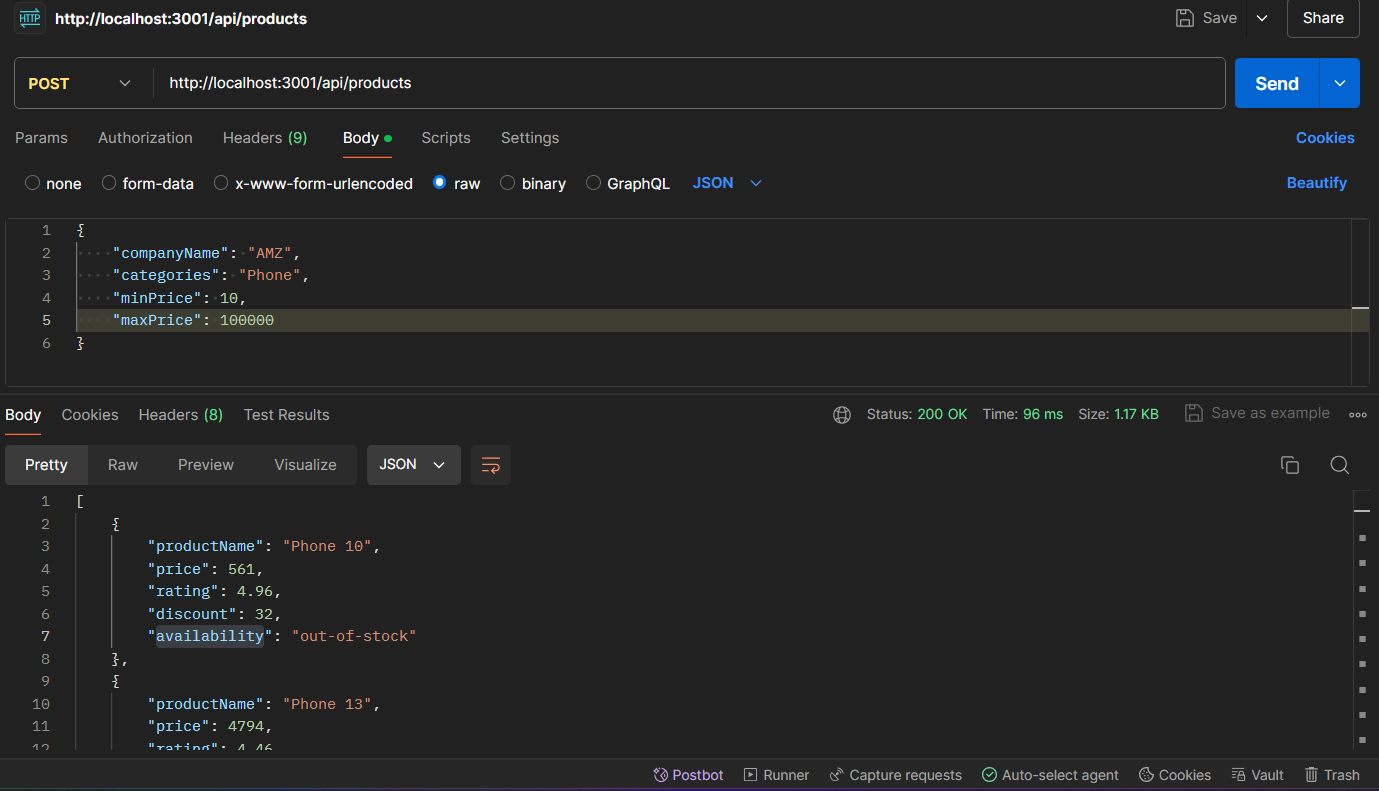 HTTP http://localhost:3001/api/products Save Share
POST http://localhost:3001/api/products Send
Params Authorization Headers (9) Body Scripts Settings Cookies
none form-data x-www-form-urlencoded raw binary GraphQL JSON Beautify
1 {
2 "companyName": "AMZ",
3 "categories": "Phone",
4 "minPrice": 10,
5 "maxPrice": 100000
6 }
Body Cookies Headers (8) Test Results Status: 200 OK Time: 96 ms Size: 1.17 KB Save as example
Pretty Raw Preview Visualize JSON
1 [
2 {
3 "productName": "Phone 10",
4 "price": 561,
5 "rating": 4.96,
6 "discount": 32,
7 "availability": "out-of-stock"
8 },
9 {
10 "productName": "Phone 13",
11 "price": 4794,
12 "rating": 4.46
Postbot Runner Capture requests Auto-select agent Cookies Vault Trash